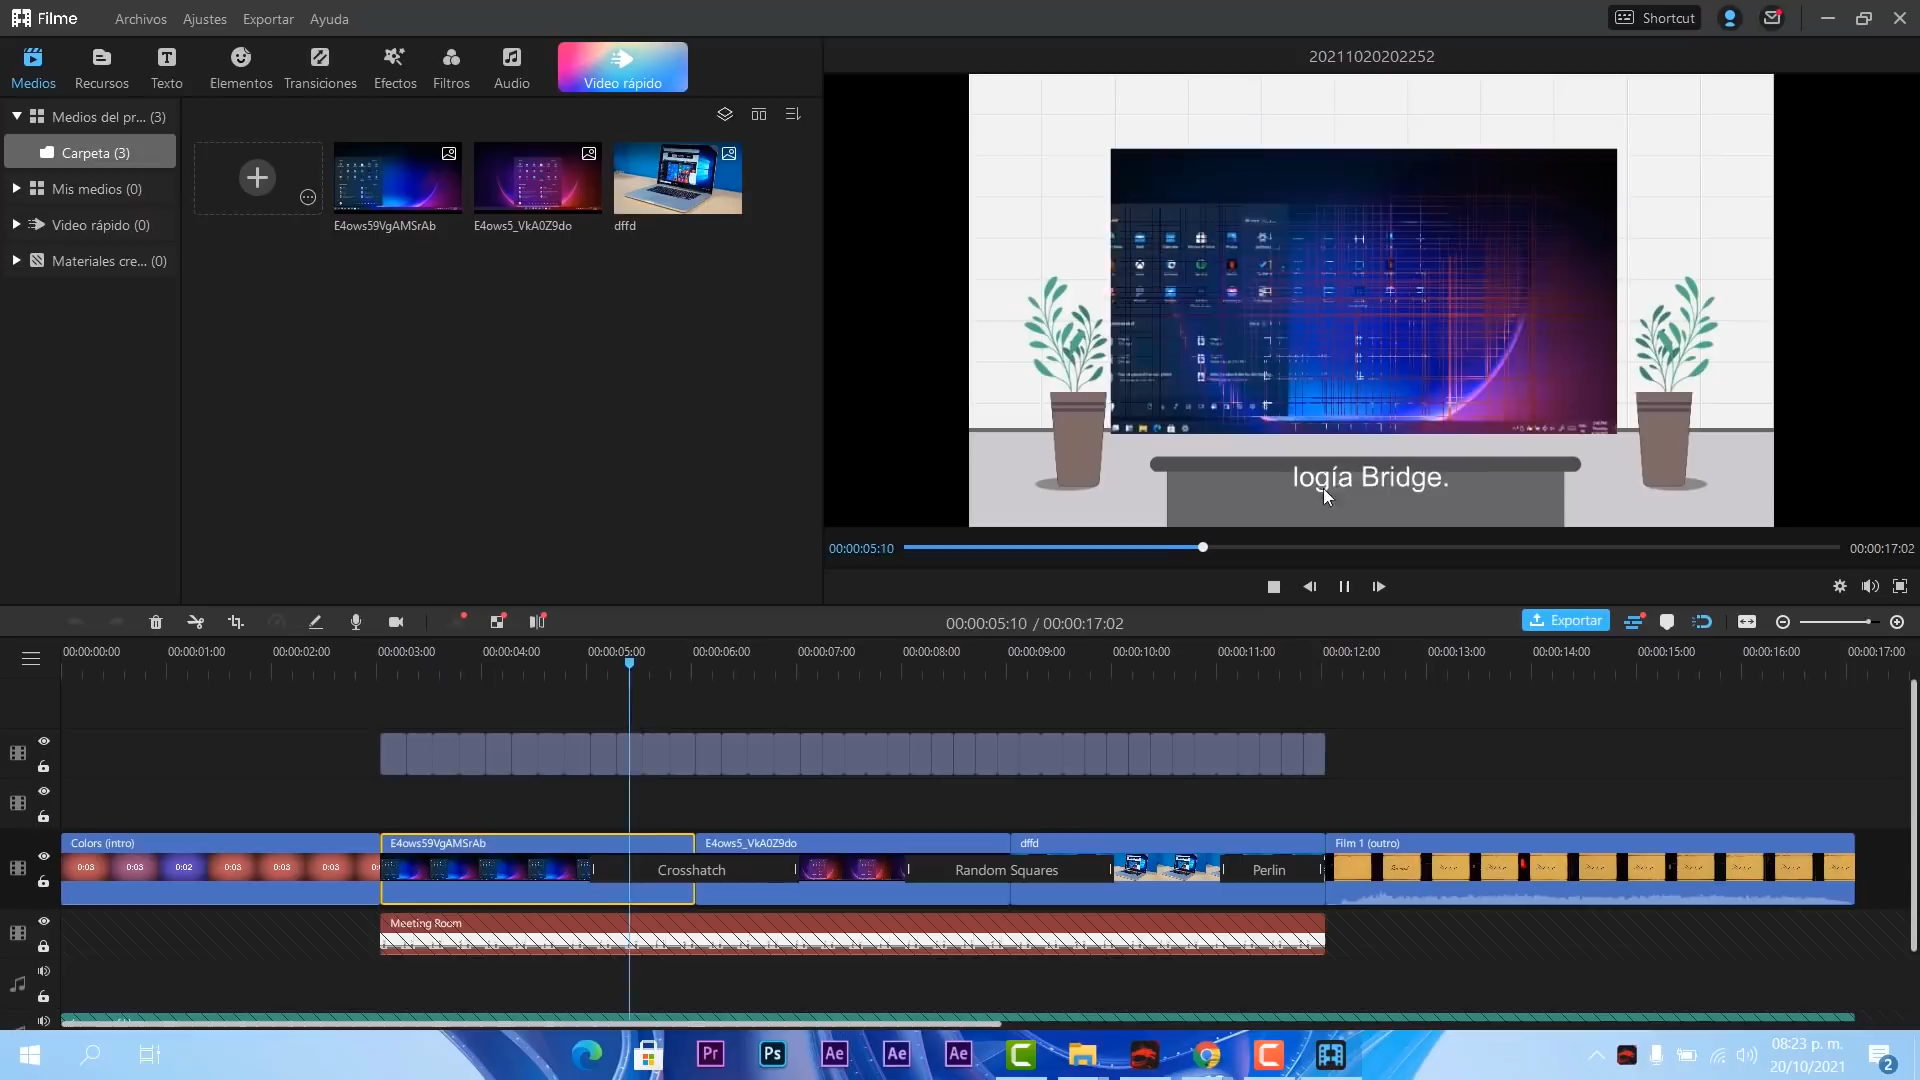 Filme
Archivos Ajustes Exportar Ayuda
Shortcut
Medios Recursos Texto Elementos Transiciones Efectos Filtros Audio Video rápido
20211020202252
Medios del pr... (3)
Carpeta (3)
Mis medios (0)
Video rápido (0)
Materiales cre... (0)
E4ows59VgAMSrAb E4ows5_VkA0Z9do dffd
logía Bridge.
00:00:05:10 00:00:17:02
00:00:05:10 / 00:00:17:02
Exportar
00:00:00:00 00:00:01:00 00:00:02:00 00:00:03:00 00:00:04:00 00:00:05:00 00:00:06:00 00:00:07:00 00:00:08:00 00:00:09:00 00:00:10:00 00:00:11:00 00:00:12:00 00:00:13:00 00:00:14:00 00:00:15:00 00:00:16:00 00:00:17:00
Colors (intro) E4ows59VgAMSrAb E4ows5_VkA0Z9do dffd Film 1 (outro)
0:03 0:03 0:02 0:03 0:03 0:03 Crosshatch Random Squares Perlin
Meeting Room
Pr Ps Ae Ae Ae
08:23 p. m.
20/10/2021
2